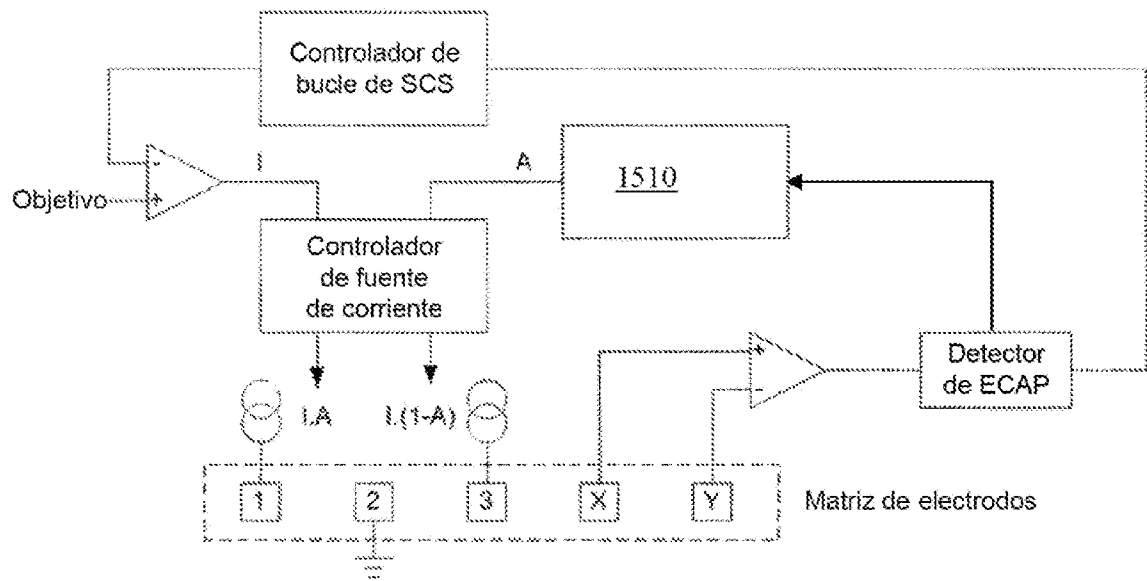 Controlador de
bucle de SCS
-
I
A
1510
Objetivo
+
Controlador
de fuente
de corriente
+
-
Detector
de ECAP
I.A
I.(1-A)
1
2
3
X
Y
Matriz de electrodos